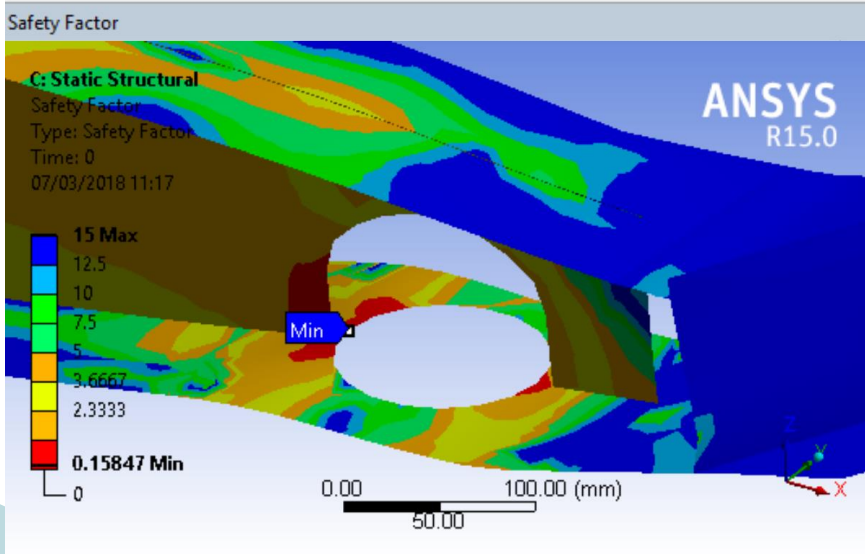 Safety Factor
C: Static Structural
Safety Factor
Type: Safety Factor
Time: 0
07/03/2018 11:17
ANSYS
R15.0
15 Max
12.5
10
7.5
5
3.6667
2.3333
0.15847 Min
0
Min
0.00
100.00 (mm)
50.00
Z
Y
X